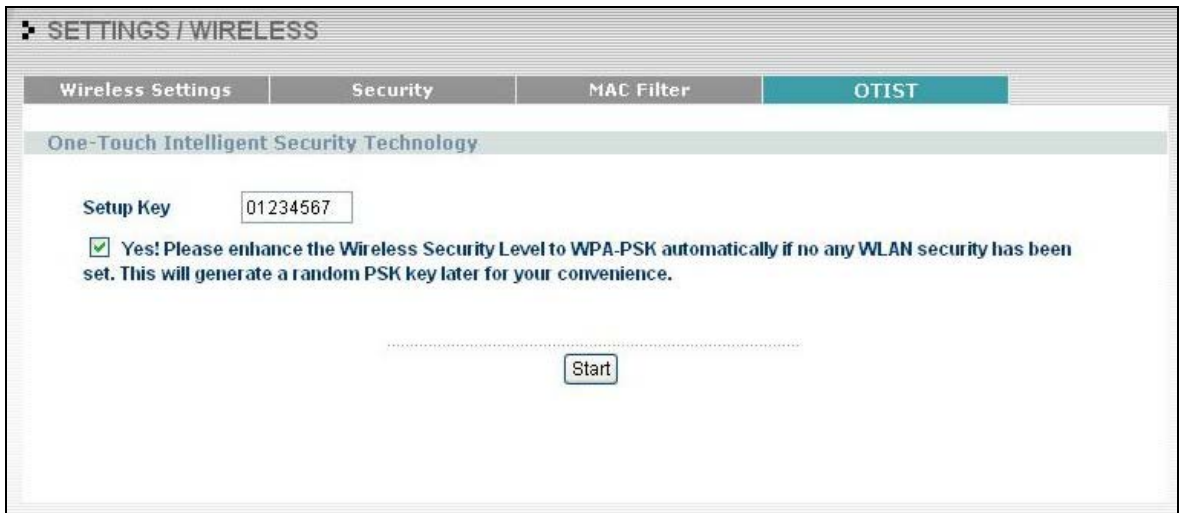 SETTINGS / WIRELESS
Wireless Settings Security MAC Filter OTIST
One-Touch Intelligent Security Technology
Setup Key 01234567
Yes! Please enhance the Wireless Security Level to WPA-PSK automatically if no any WLAN security has been
set. This will generate a random PSK key later for your convenience.
Start